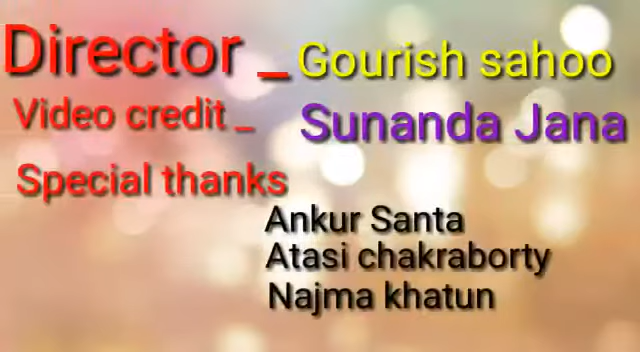 Director _ Gourish sahoo
Video credit _ Sunanda Jana
Special thanks
Ankur Santa
Atasi chakraborty
Najma khatun